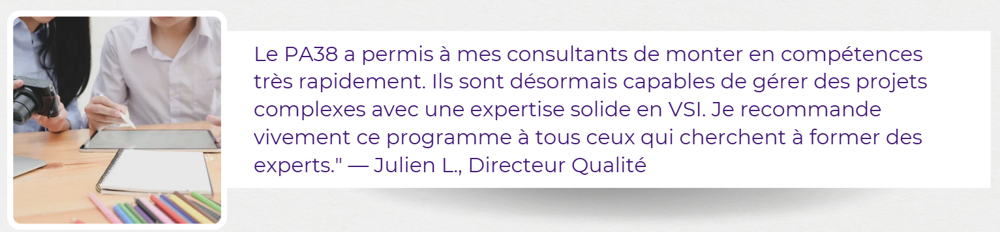 Le PA38 a permis à mes consultants de monter en compétences
très rapidement. Ils sont désormais capables de gérer des projets
complexes avec une expertise solide en VSI. Je recommande
vivement ce programme à tous ceux qui cherchent à former des
experts." — Julien L., Directeur Qualité